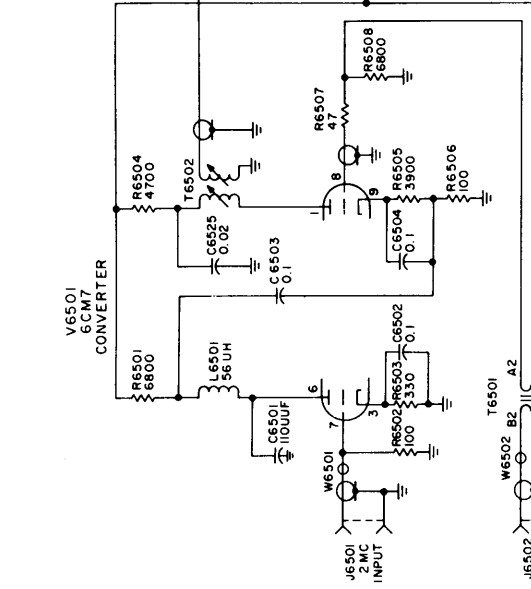 V6501
6CM7
CONVERTER
R6501
6800
L6501
56 UH
C6501
110UUF
6
7
3
C6502
0.1
R6503
330
R6502
100
W6501
J6501
2 MC
INPUT
R6504
4700
T6502
C6525
0.02
C6503
0.1
1
8
9
R6507
47
R6508
6800
R6505
3900
C6504
0.1
R6506
100
T6501
B2
A2
W6502
J6502